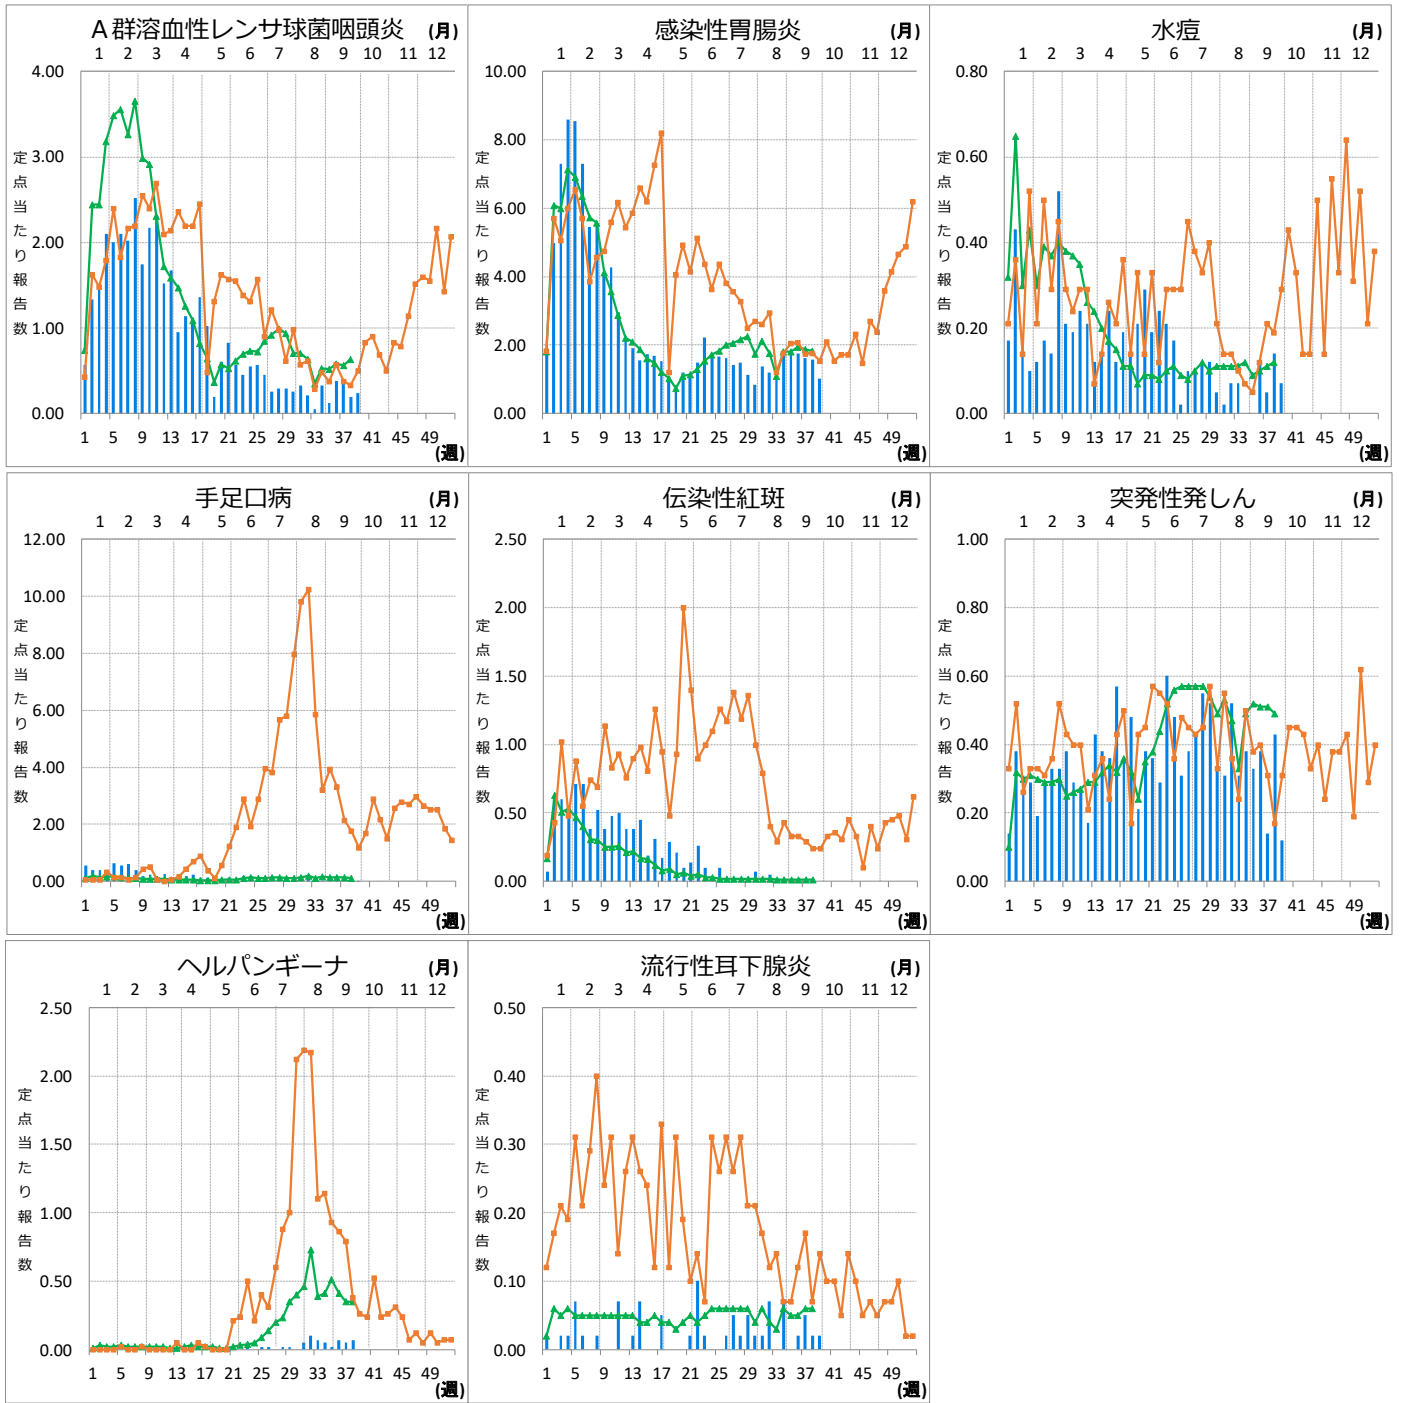 A群溶血性レンサ球菌咽頭炎 (月)
1 2 3 4 5 6 7 8 9 10 11 12
4.00
3.00
2.00
1.00
0.00
定点当たり報告数
1 5 9 13 17 21 25 29 33 37 41 45 49
(週)
感染性胃腸炎 (月)
1 2 3 4 5 6 7 8 9 10 11 12
10.00
8.00
6.00
4.00
2.00
0.00
定点当たり報告数
1 5 9 13 17 21 25 29 33 37 41 45 49
(週)
水痘 (月)
1 2 3 4 5 6 7 8 9 10 11 12
0.80
0.60
0.40
0.20
0.00
定点当たり報告数
1 5 9 13 17 21 25 29 33 37 41 45 49
(週)
手足口病 (月)
1 2 3 4 5 6 7 8 9 10 11 12
12.00
10.00
8.00
6.00
4.00
2.00
0.00
定点当たり報告数
1 5 9 13 17 21 25 29 33 37 41 45 49
(週)
伝染性紅斑 (月)
1 2 3 4 5 6 7 8 9 10 11 12
2.50
2.00
1.50
1.00
0.50
0.00
定点当たり報告数
1 5 9 13 17 21 25 29 33 37 41 45 49
(週)
突発性発しん (月)
1 2 3 4 5 6 7 8 9 10 11 12
1.00
0.80
0.60
0.40
0.20
0.00
定点当たり報告数
1 5 9 13 17 21 25 29 33 37 41 45 49
(週)
ヘルパンギーナ (月)
1 2 3 4 5 6 7 8 9 10 11 12
2.50
2.00
1.50
1.00
0.50
0.00
定点当たり報告数
1 5 9 13 17 21 25 29 33 37 41 45 49
(週)
流行性耳下腺炎 (月)
1 2 3 4 5 6 7 8 9 10 11 12
0.50
0.40
0.30
0.20
0.10
0.00
定点当たり報告数
1 5 9 13 17 21 25 29 33 37 41 45 49
(週)